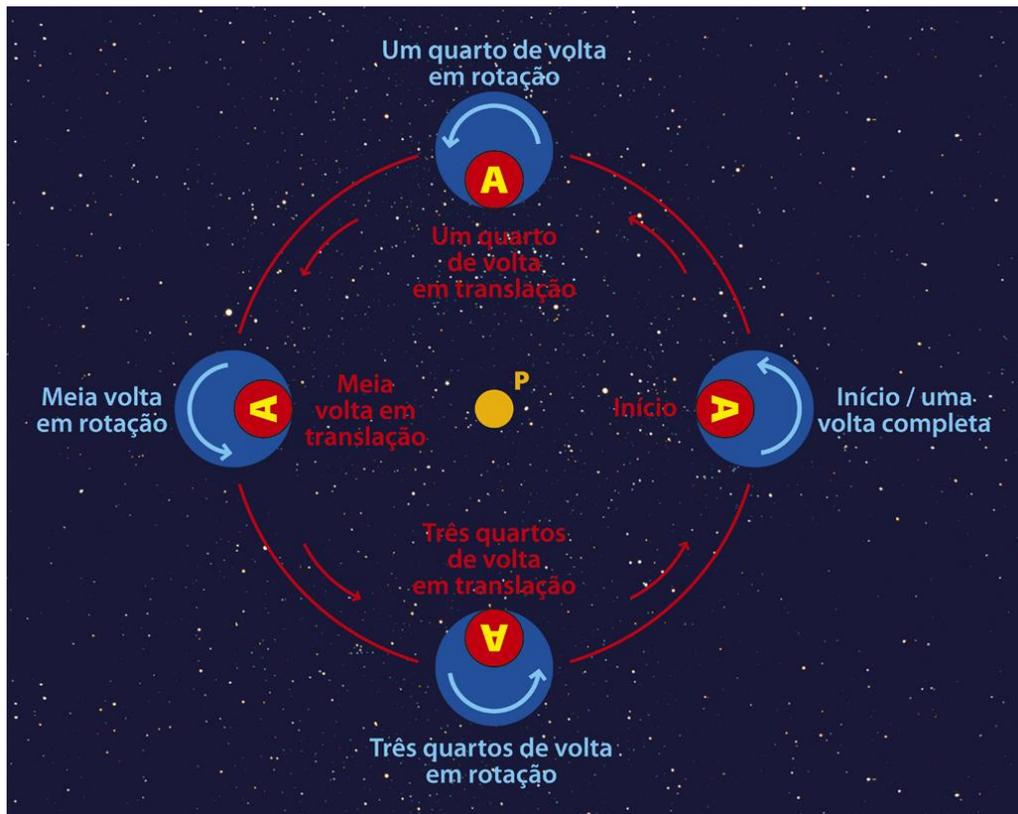 Um quarto de volta
em rotação
A
Um quarto
de volta
em translação
P
Meia volta
em rotação
A
Meia
volta em
translação
Início
A
Início / uma
volta completa
Três quartos
de volta
em translação
A
Três quartos de volta
em rotação